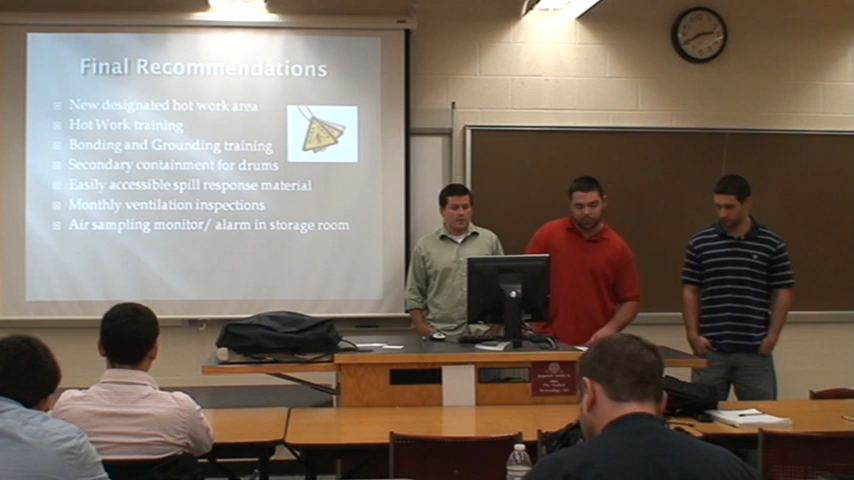 Final Recommendations
New designated hot work area
Hot Work training
Bonding and Grounding training
Secondary containment for drums
Easily accessible spill response material
Monthly ventilation inspections
Air sampling monitor/ alarm in storage room